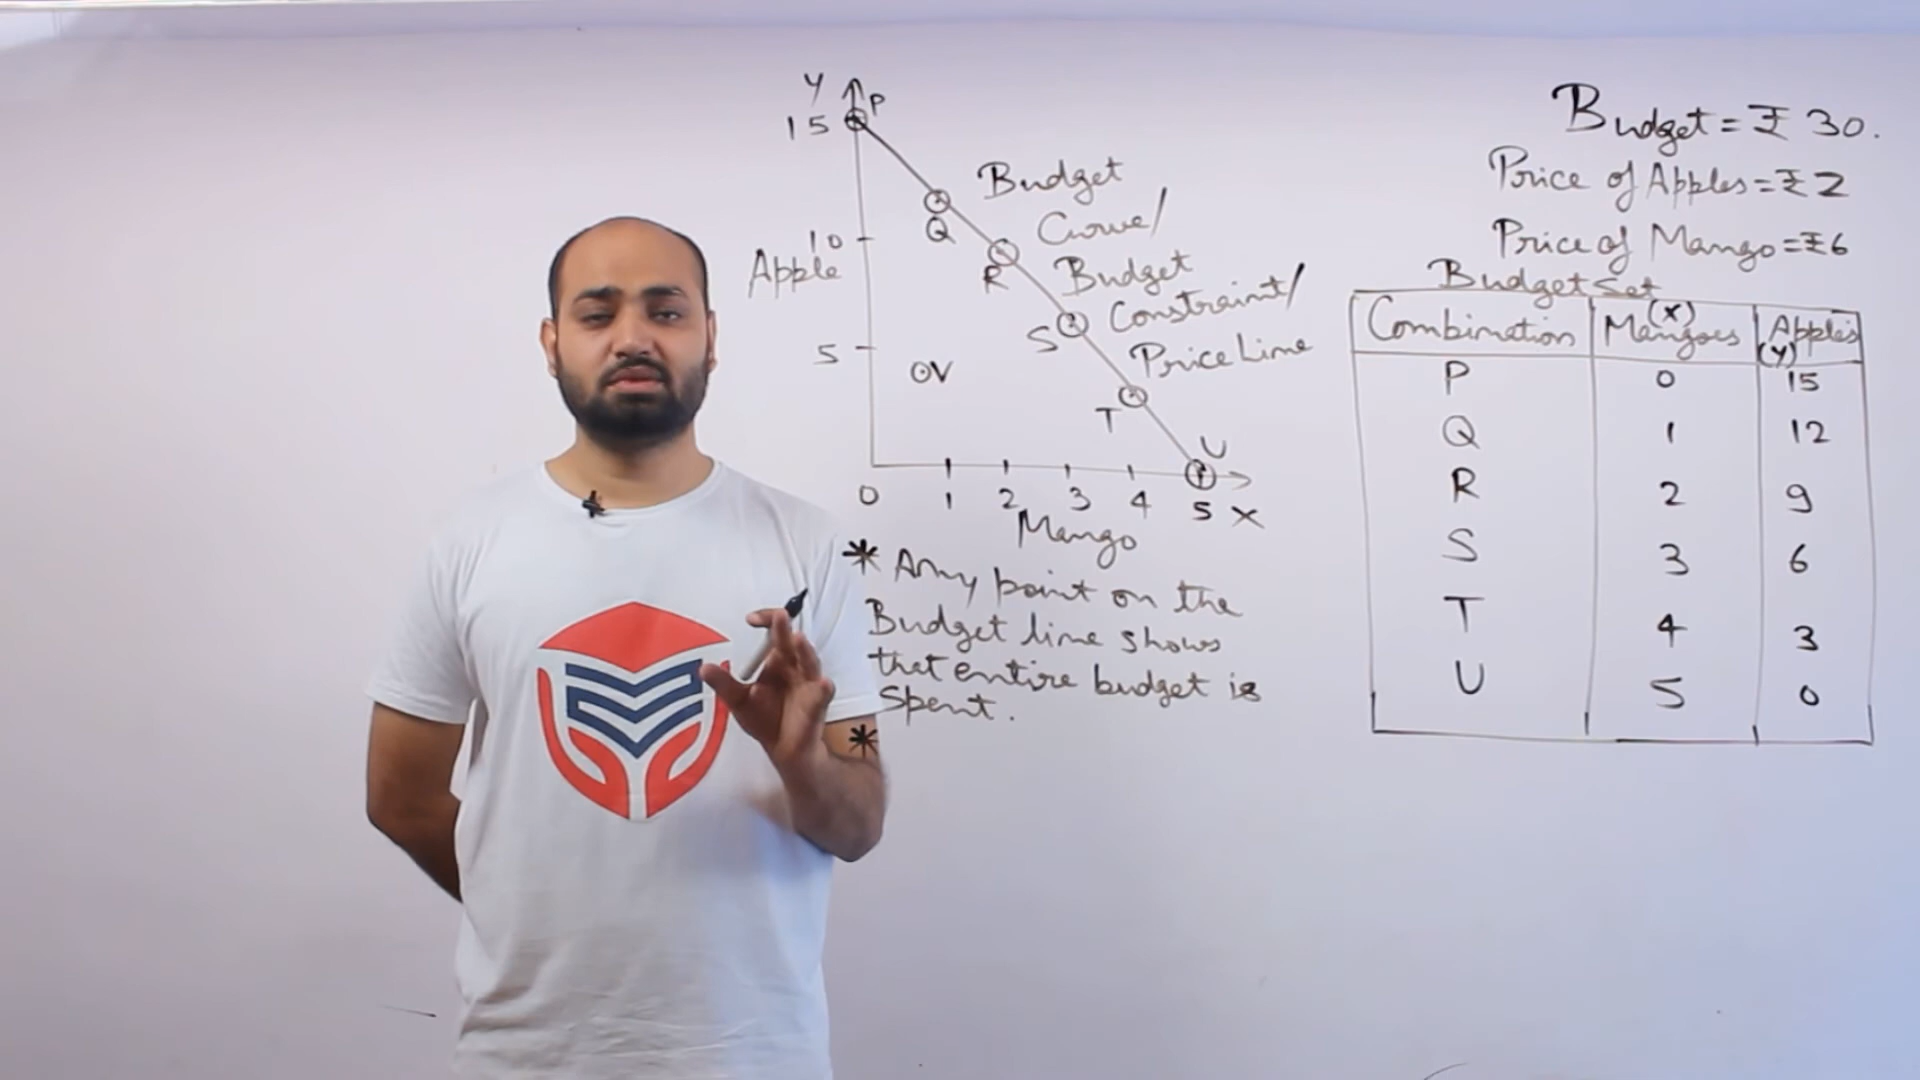 Y
P
15
Q
10
Apple
R
S
5
V
T
U
0 1 2 3 4 5 X
Mango
Budget
Curve/
Budget
Constraint/
Price Line
* Any point on the
Budget line shows
that entire budget is
spent.
*
Budget = ₹ 30.
Price of Apples = ₹ 2
Price of Mango = ₹ 6
Budget Set
Combination Mangoes (X) Apples (Y)
P 0 15
Q 1 12
R 2 9
S 3 6
T 4 3
U 5 0